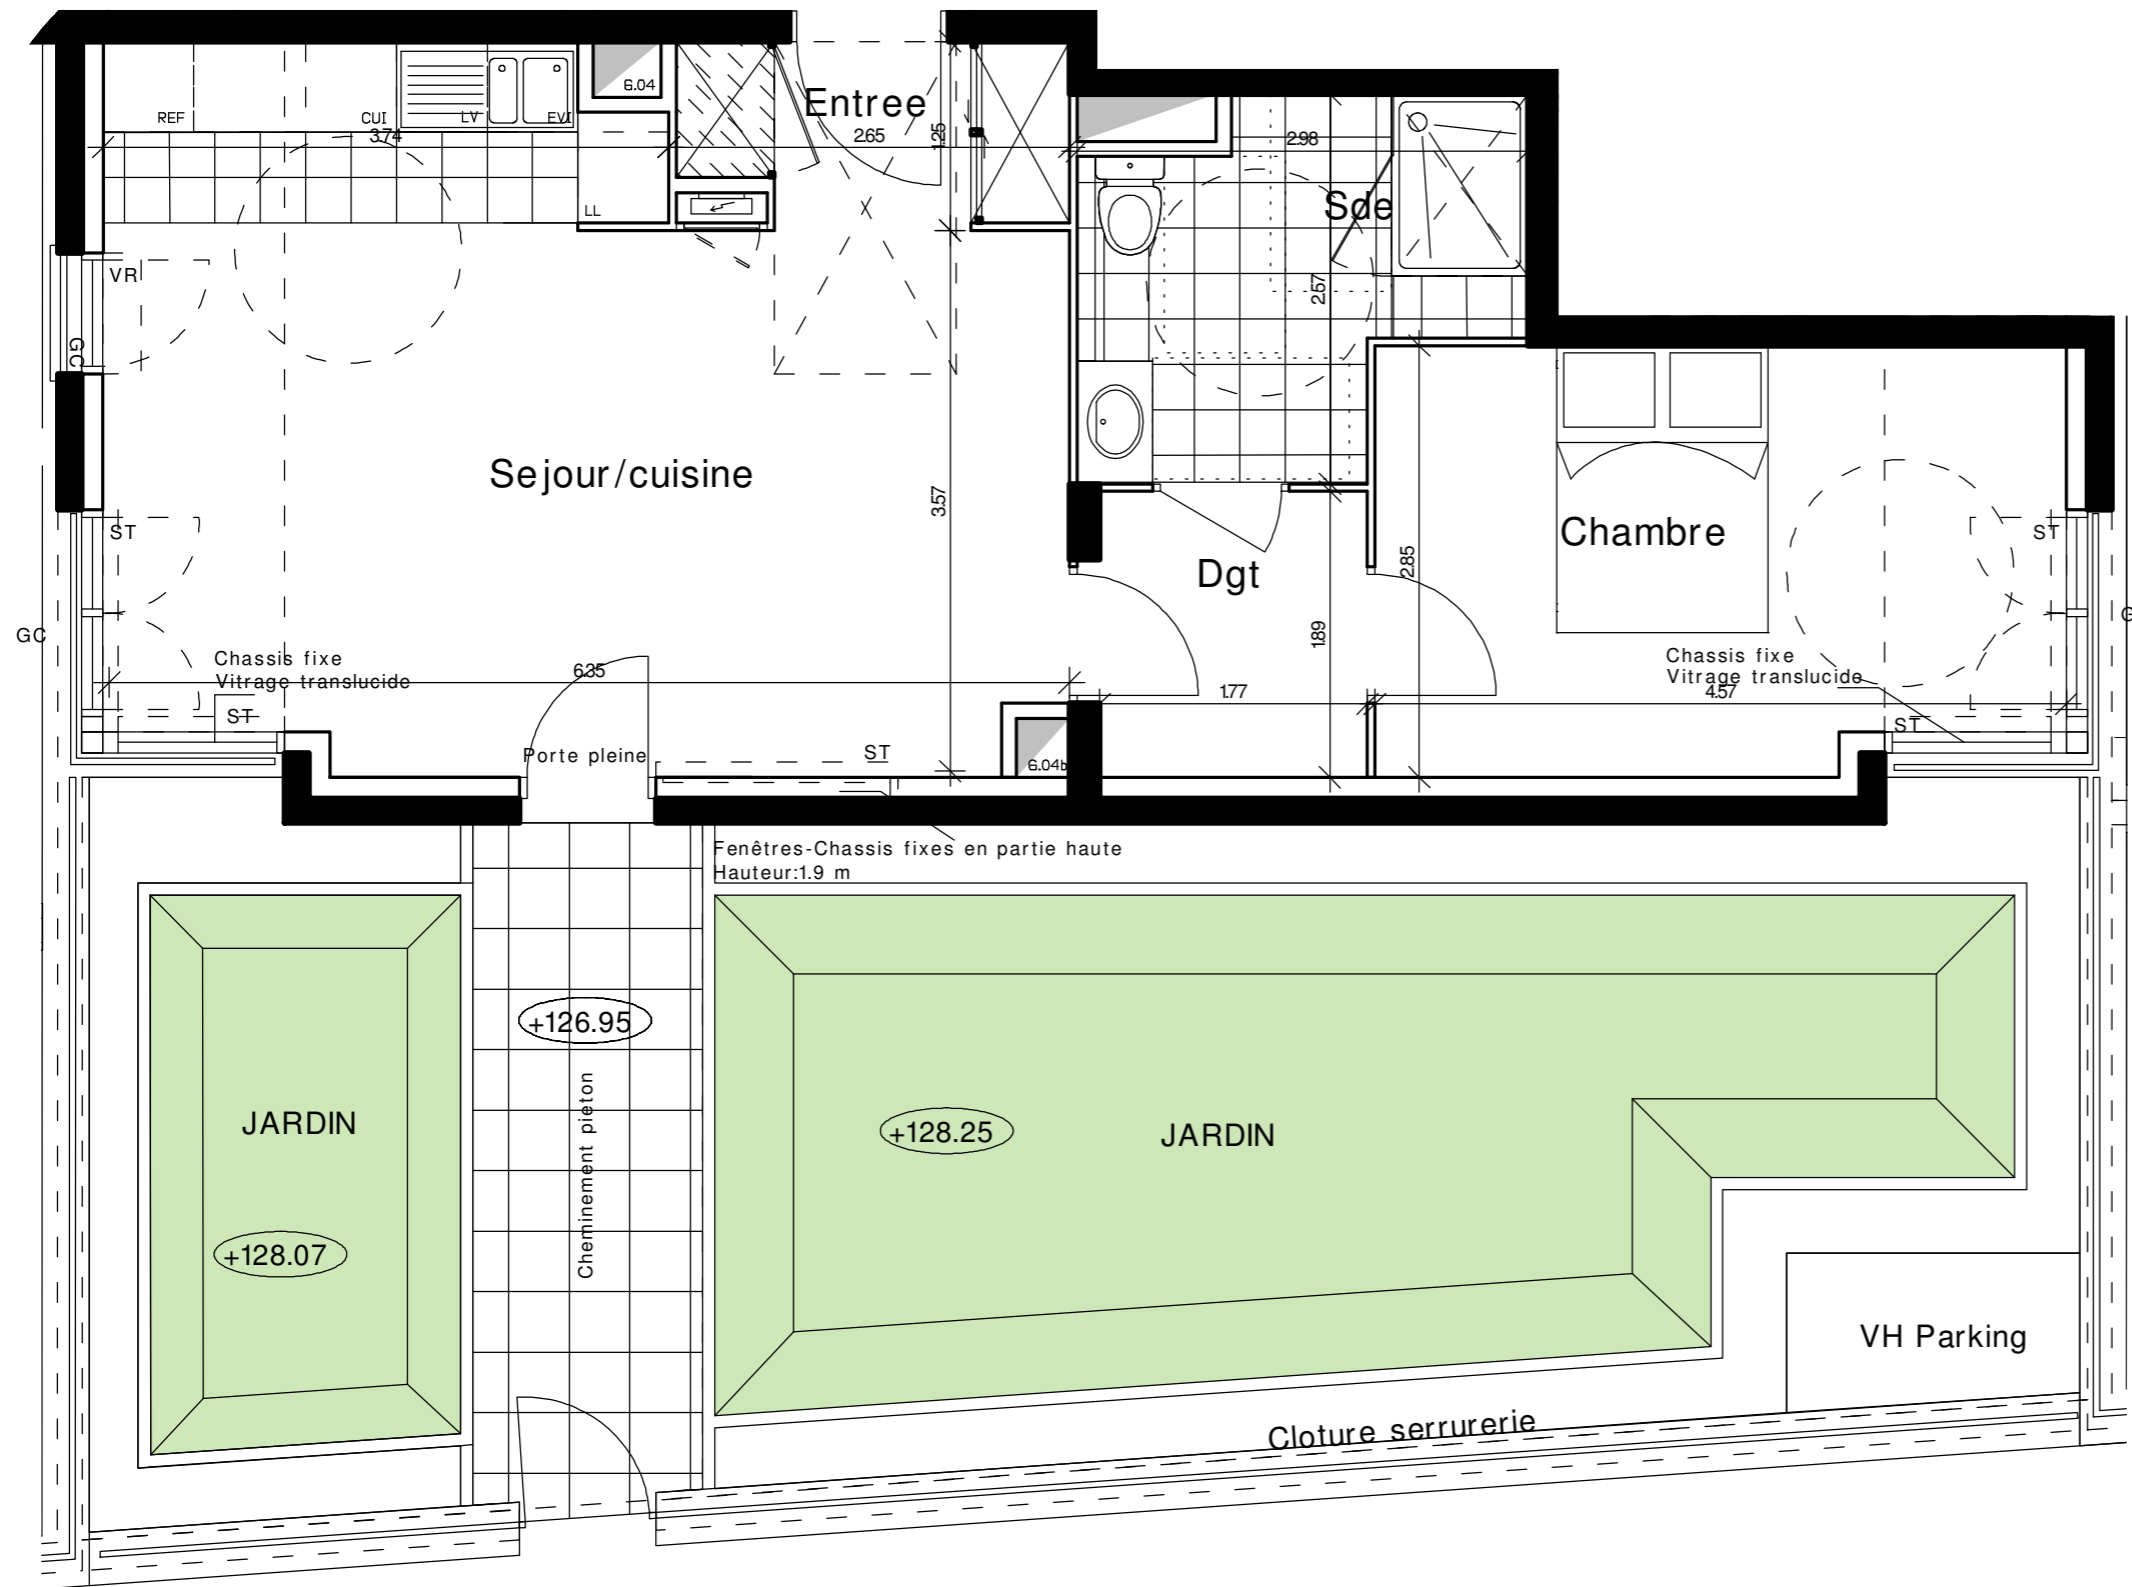 6.04
Entree
REF
CUI
LV
EVI
3.74
2.65
1.25
2.98
LL
Sde
VR
GC
2.57
Sejour/cuisine
3.57
ST
Chambre
ST
Dgt
2.85
GC
G
1.89
Chassis fixe
Vitrage translucide
6.35
Chassis fixe
Vitrage translucide
1.77
4.57
ST
ST
Porte pleine
ST
6.04b
Fenêtres-Chassis fixes en partie haute
Hauteur:1.9 m
+126.95
Cheminement pieton
JARDIN
+128.25
JARDIN
+128.07
VH Parking
Cloture serrurerie